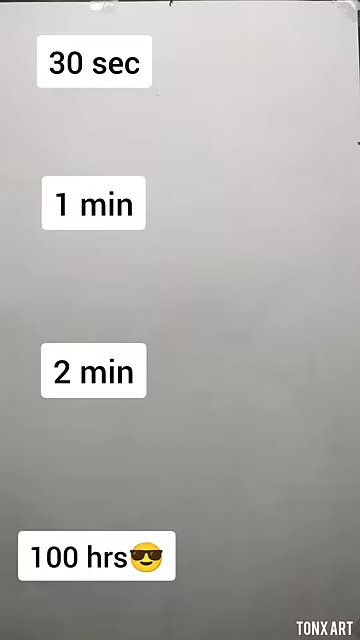 30 sec
1 min
2 min
100 hrs😎
TONX ART